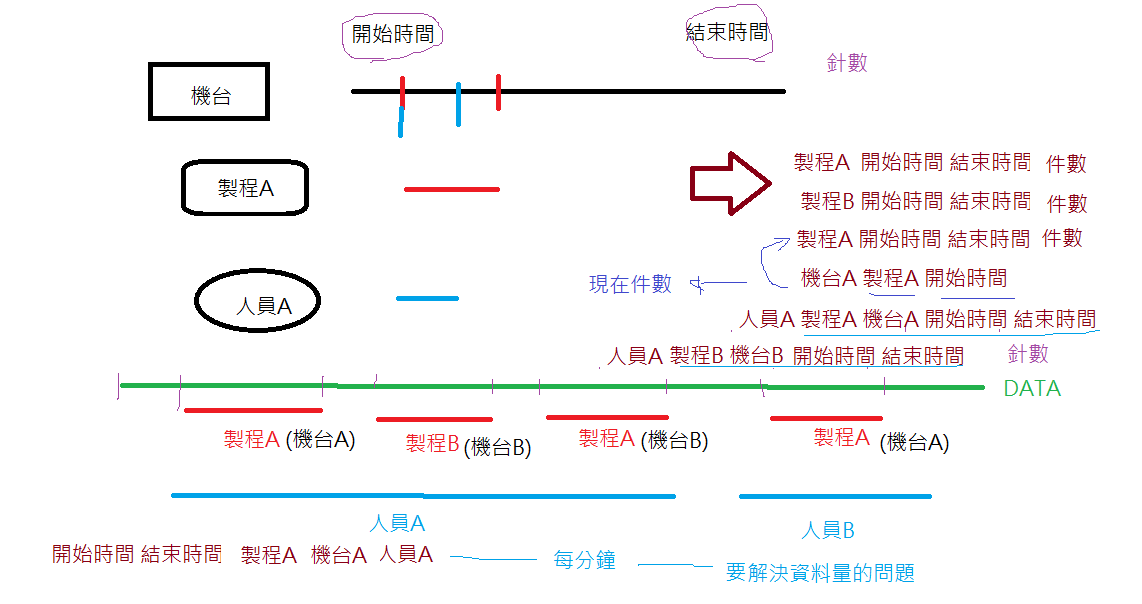 開始時間
結束時間
針數
機台
製程A 開始時間 結束時間 件數
製程A
製程B 開始時間 結束時間 件數
製程A 開始時間 結束時間 件數
現在件數
機台A 製程A 開始時間
人員A
人員A 製程A 機台A 開始時間 結束時間
人員A 製程B 機台B 開始時間 結束時間
針數
DATA
製程A (機台A)
製程B (機台B)
製程A (機台B)
製程A (機台A)
人員A
人員B
開始時間 結束時間 製程A 機台A 人員A
每分鐘
要解決資料量的問題